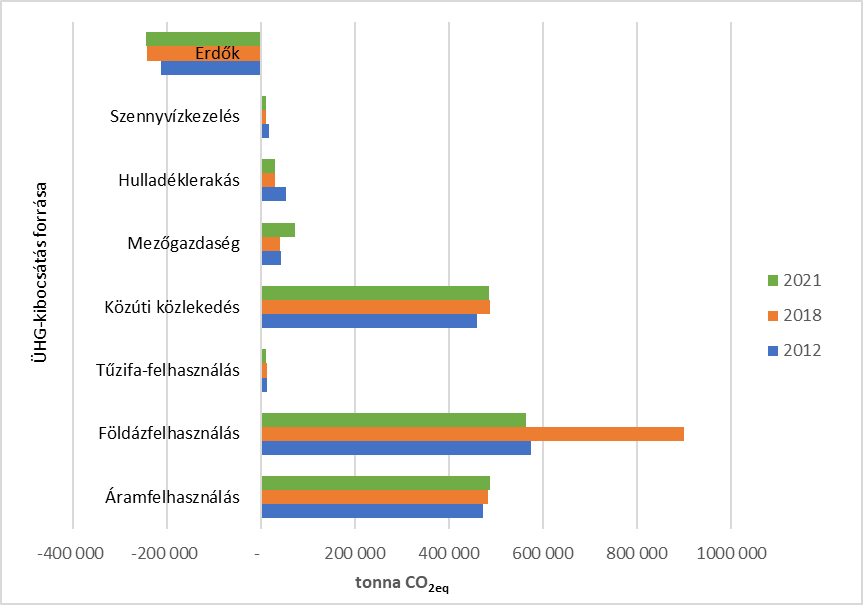 Erdők
Szennyvízkezelés
Hulladéklerakás
Mezőgazdaség
Közúti közlekedés
Tűzifa-felhasználás
Földázfelhasználás
Áramfelhasználás
ÜHG-kibocsátás forrása
2021
2018
2012
-400 000 -200 000 - 200 000 400 000 600 000 800 000 1000 000
tonna CO2eq